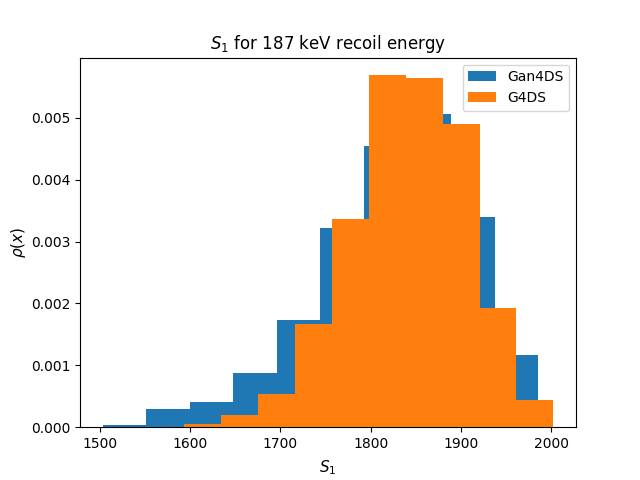 S₁ for 187 keV recoil energy
Gan4DS
G4DS
0.005
0.004
0.003
0.002
0.001
0.000
ρ(x)
1500 1600 1700 1800 1900 2000
S₁